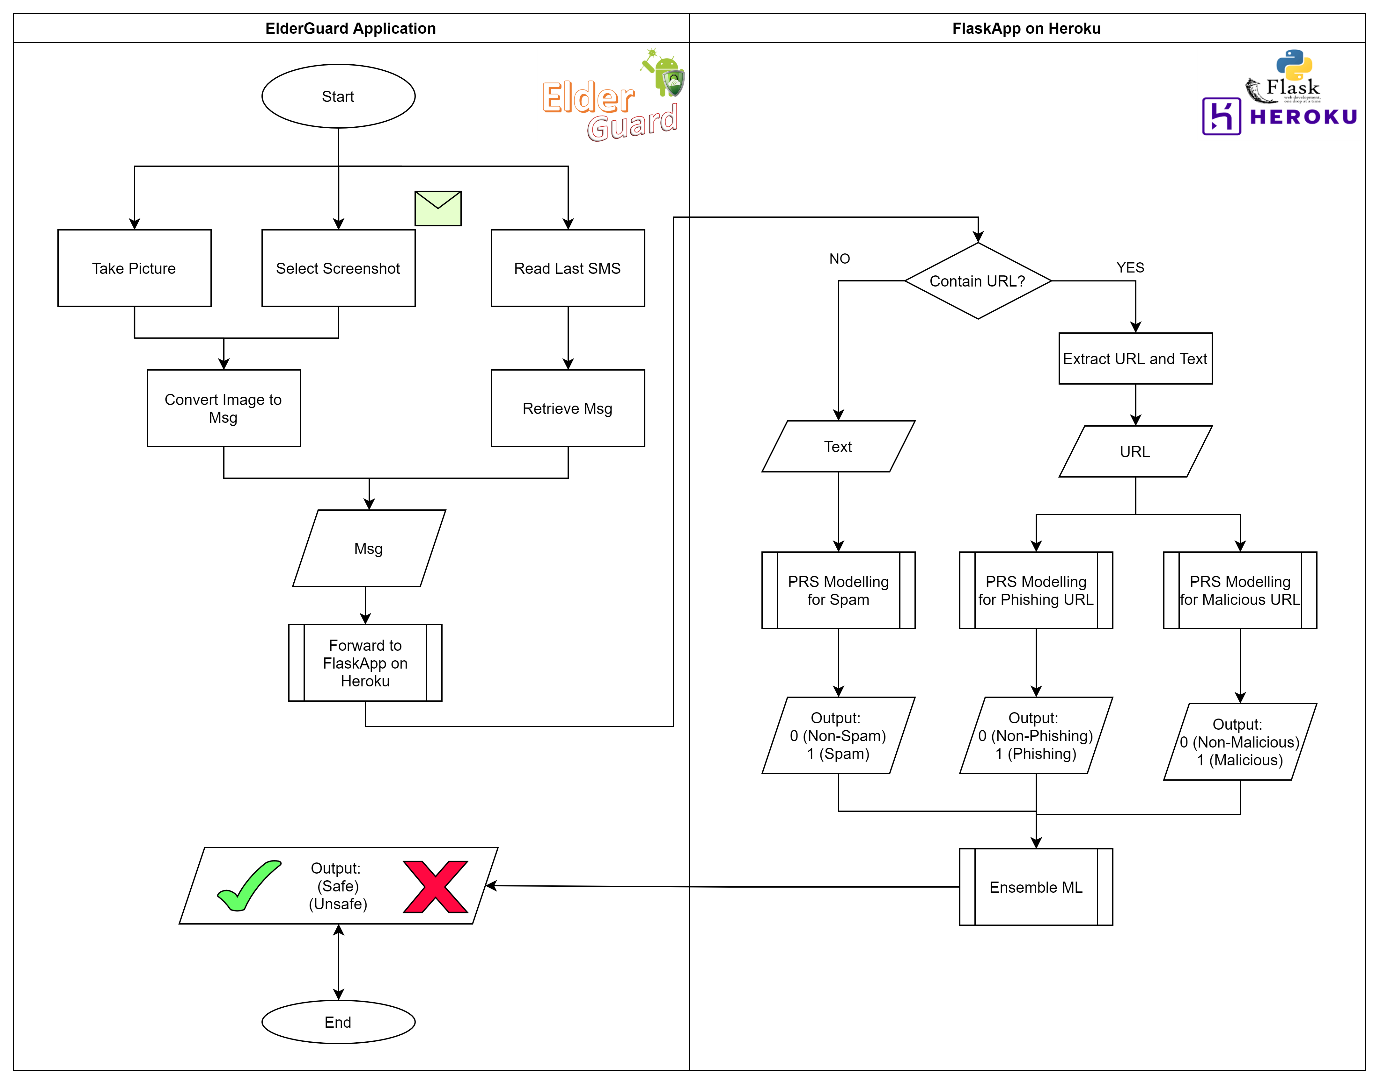 ElderGuard Application
FlaskApp on Heroku
Elder
Guard
Flask
HEROKU
Start
Take Picture
Select Screenshot
Read Last SMS
Convert Image to
Msg
Retrieve Msg
Msg
Forward to
FlaskApp on
Heroku
Output:
(Safe)
(Unsafe)
End
Contain URL?
NO
YES
Extract URL and Text
Text
URL
PRS Modelling
for Spam
PRS Modelling
for Phishing URL
PRS Modelling
for Malicious URL
Output:
0 (Non-Spam)
1 (Spam)
Output:
0 (Non-Phishing)
1 (Phishing)
Output:
0 (Non-Malicious)
1 (Malicious)
Ensemble ML